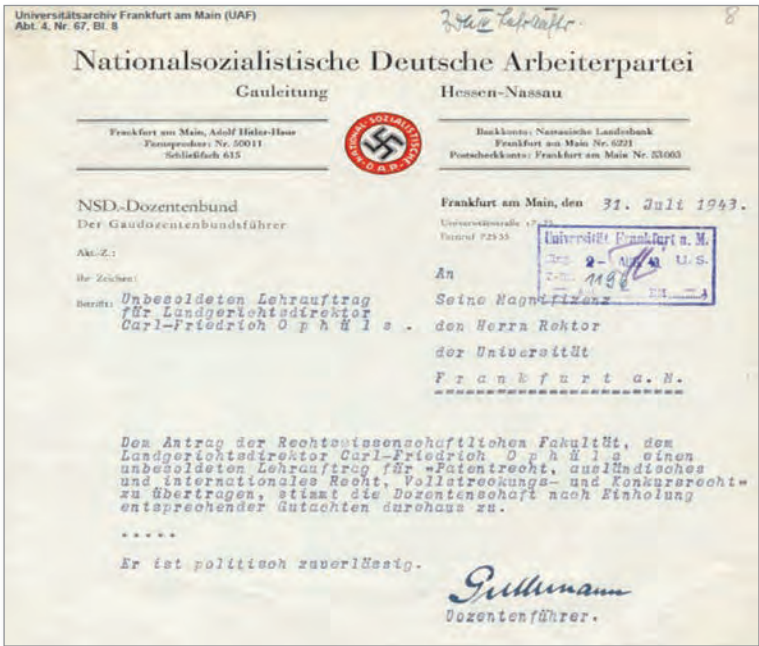 Universitätsarchiv Frankfurt am Main (UAF)
Abt. 4, Nr. 67, Bl. 8
8
Nationalsozialistische Deutsche Arbeiterpartei
Gauleitung Hessen-Nassau
Frankfurt am Main, Adolf Hitler-Haus
Fernsprecher: Nr. 50011
Schließfach 615
NATIONAL-SOZIALISTISCHE
D.A.P.
Bankkonto: Nassauische Landesbank
Frankfurt am Main Nr. 6221
Postscheckkonto: Frankfurt am Main Nr. 53003
NSD.-Dozentenbund
Der Gaudozentenbundsführer
Akt.-Z.:
Ihr Zeichen:
Betrifft: Unbesoldeten Lehrauftrag
für Landgerichtsdirektor
Carl-Friedrich O p h ü l s .
Frankfurt am Main, den 31. Juli 1943.
Fernruf 72535
Universität Frankfurt a. M.
An
Seine Magnifizenz
den Herrn Rektor
der Universität
F r a n k f u r t a. M.
Dem Antrag der Rechtswissenschaftlichen Fakultät, dem
Landgerichtsdirektor Carl-Friedrich O p h ü l s einen
unbesoldeten Lehrauftrag für "Patentrecht, ausländisches
und internationales Recht, Vollstreckungs- und Konkursrecht"
zu übertragen, stimmt die Dozentenschaft nach Einholung
entsprechender Gutachten durchaus zu.
Er ist politisch zuverlässig.
Dozentenführer.